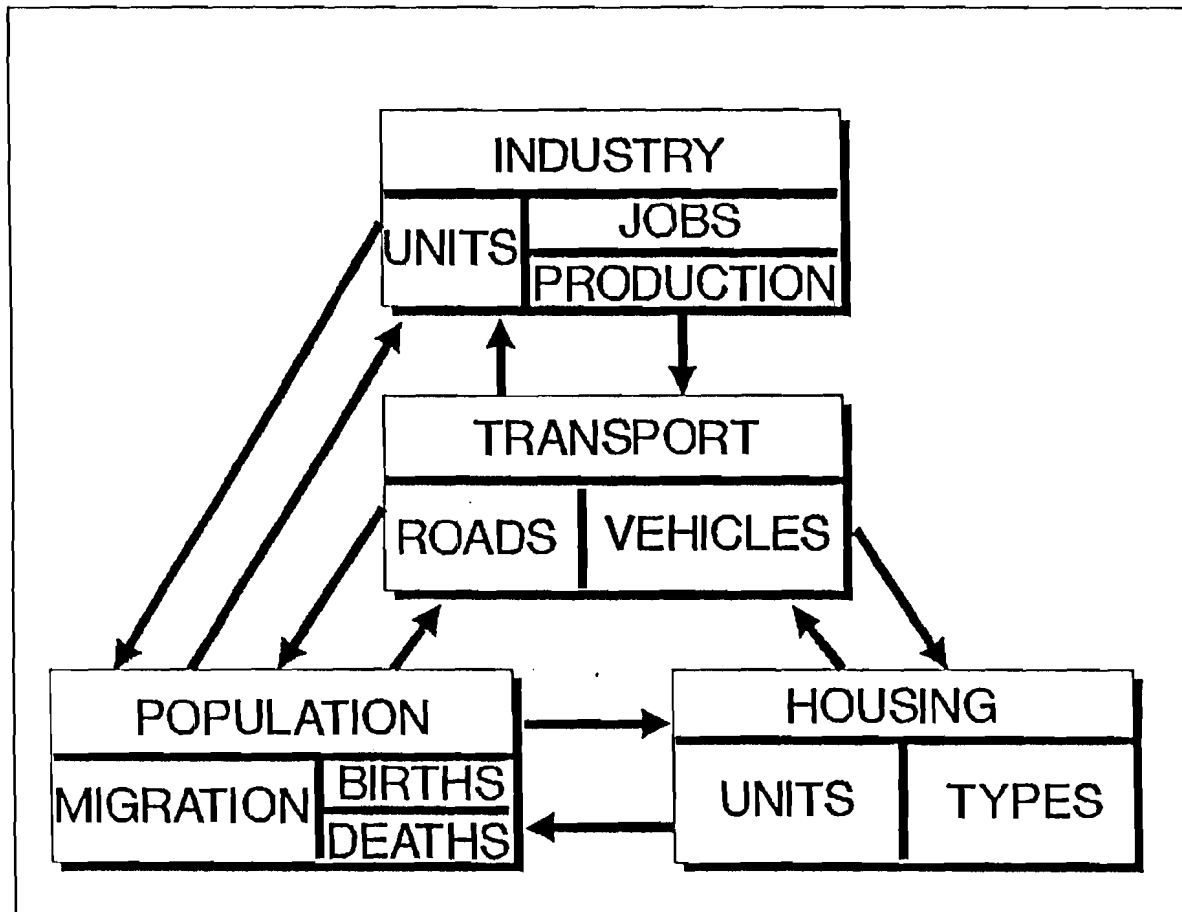 INDUSTRY
UNITS
JOBS
PRODUCTION
TRANSPORT
ROADS
VEHICLES
POPULATION
MIGRATION
BIRTHS
DEATHS
HOUSING
UNITS
TYPES